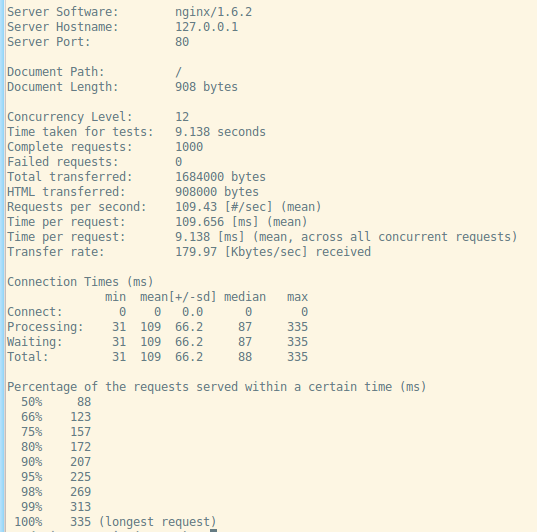 Server Software:        nginx/1.6.2
Server Hostname:        127.0.0.1
Server Port:            80

Document Path:          /
Document Length:        908 bytes

Concurrency Level:      12
Time taken for tests:   9.138 seconds
Complete requests:      1000
Failed requests:        0
Total transferred:      1684000 bytes
HTML transferred:       908000 bytes
Requests per second:    109.43 [#/sec] (mean)
Time per request:       109.656 [ms] (mean)
Time per request:       9.138 [ms] (mean, across all concurrent requests)
Transfer rate:          179.97 [Kbytes/sec] received

Connection Times (ms)
              min  mean[+/-sd] median   max
Connect:        0    0   0.0      0       0
Processing:    31  109  66.2     87     335
Waiting:       31  109  66.2     87     335
Total:         31  109  66.2     88     335

Percentage of the requests served within a certain time (ms)
  50%     88
  66%    123
  75%    157
  80%    172
  90%    207
  95%    225
  98%    269
  99%    313
 100%    335 (longest request)